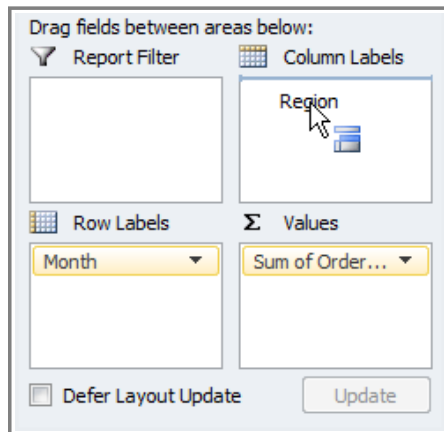 Drag fields between areas below:
Report Filter
Column Labels
Region
Row Labels
Σ Values
Month
Sum of Order...
Defer Layout Update
Update